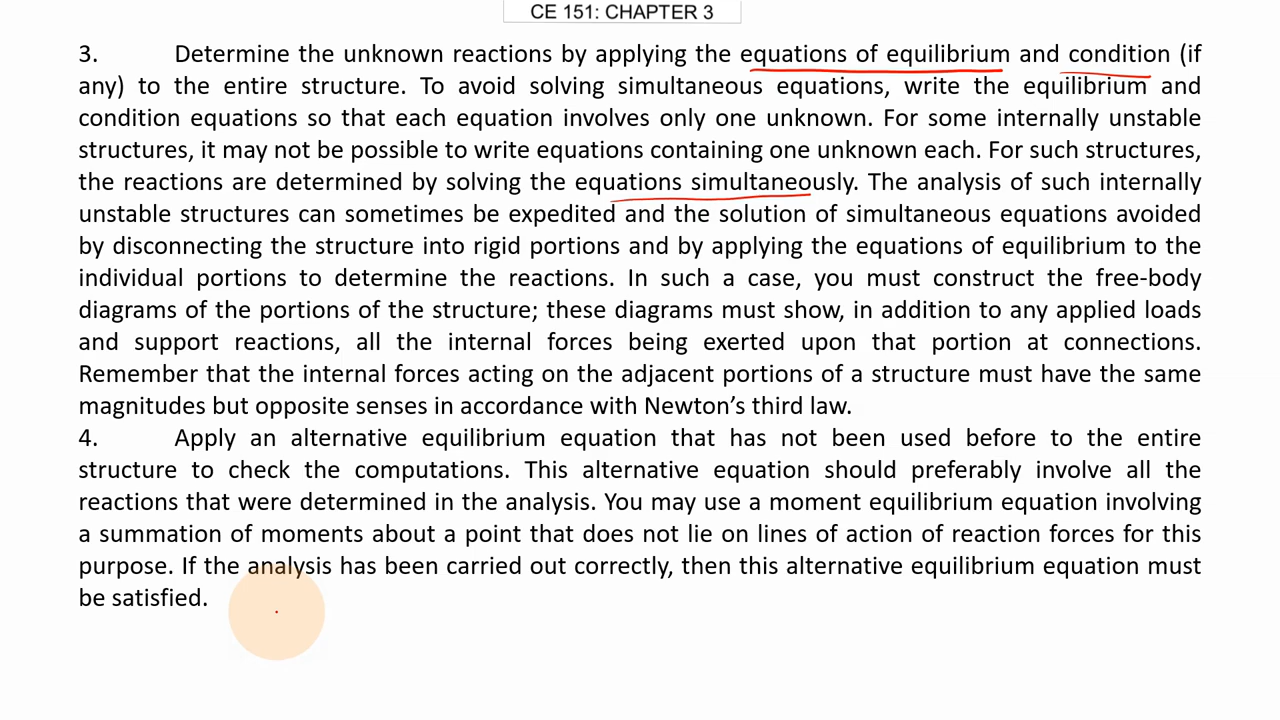 CE 151: CHAPTER 3
3. Determine the unknown reactions by applying the equations of equilibrium and condition (if
any) to the entire structure. To avoid solving simultaneous equations, write the equilibrium and
condition equations so that each equation involves only one unknown. For some internally unstable
structures, it may not be possible to write equations containing one unknown each. For such structures,
the reactions are determined by solving the equations simultaneously. The analysis of such internally
unstable structures can sometimes be expedited and the solution of simultaneous equations avoided
by disconnecting the structure into rigid portions and by applying the equations of equilibrium to the
individual portions to determine the reactions. In such a case, you must construct the free-body
diagrams of the portions of the structure; these diagrams must show, in addition to any applied loads
and support reactions, all the internal forces being exerted upon that portion at connections.
Remember that the internal forces acting on the adjacent portions of a structure must have the same
magnitudes but opposite senses in accordance with Newton’s third law.
4. Apply an alternative equilibrium equation that has not been used before to the entire
structure to check the computations. This alternative equation should preferably involve all the
reactions that were determined in the analysis. You may use a moment equilibrium equation involving
a summation of moments about a point that does not lie on lines of action of reaction forces for this
purpose. If the analysis has been carried out correctly, then this alternative equilibrium equation must
be satisfied.